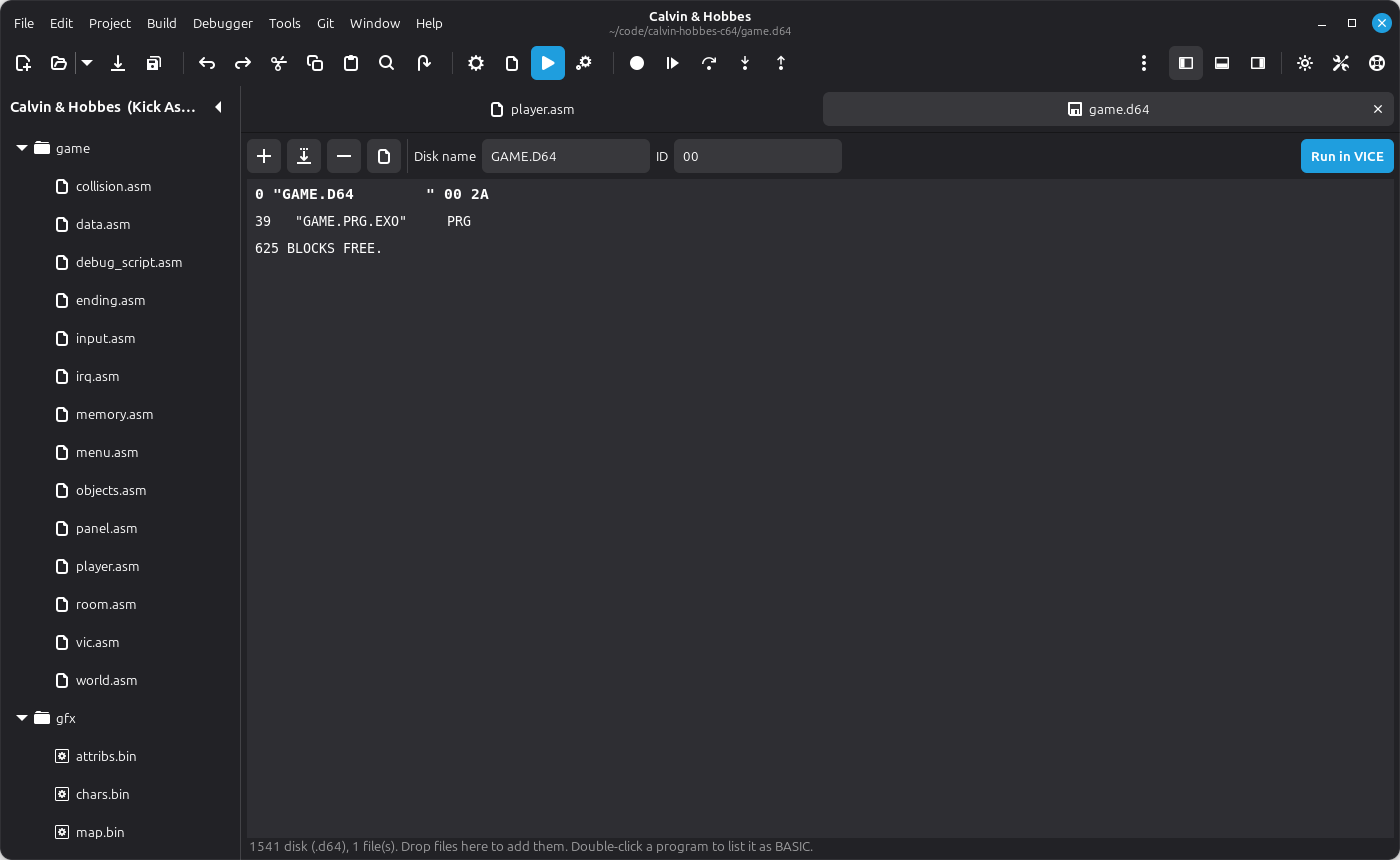 Calvin & Hobbes
~/code/calvin-hobbes-c64/game.d64
File Edit Project Build Debugger Tools Git Window Help
Calvin & Hobbes (Kick As...
game
collision.asm
data.asm
debug_script.asm
ending.asm
input.asm
irq.asm
memory.asm
menu.asm
objects.asm
panel.asm
player.asm
room.asm
vic.asm
world.asm
gfx
attribs.bin
chars.bin
map.bin
player.asm
game.d64
Disk name GAME.D64 ID 00 Run in VICE
0 "GAME.D64         " 00 2A
39   "GAME.PRG.EXO"     PRG
625 BLOCKS FREE.
1541 disk (.d64), 1 file(s). Drop files here to add them. Double-click a program to list it as BASIC.